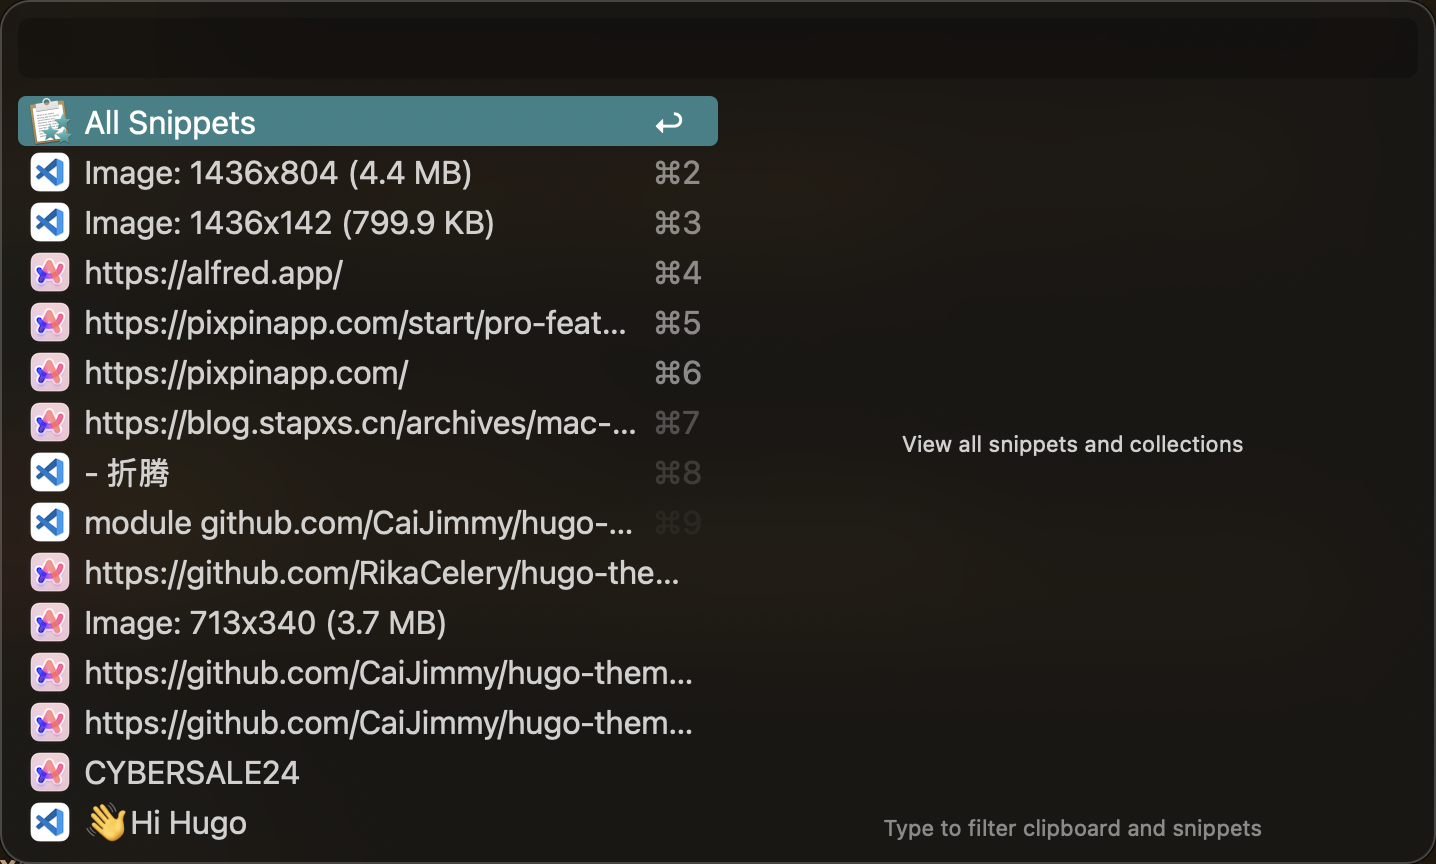 All Snippets ↩
Image: 1436x804 (4.4 MB) ⌘2
Image: 1436x142 (799.9 KB) ⌘3
https://alfred.app/ ⌘4
https://pixpinapp.com/start/pro-feat... ⌘5
https://pixpinapp.com/ ⌘6
https://blog.stapxs.cn/archives/mac-... ⌘7
- 折腾 ⌘8
module github.com/CaiJimmy/hugo-... ⌘9
https://github.com/RikaCelery/hugo-the...
Image: 713x340 (3.7 MB)
https://github.com/CaiJimmy/hugo-them...
https://github.com/CaiJimmy/hugo-them...
CYBERSALE24
👋Hi Hugo
View all snippets and collections
Type to filter clipboard and snippets